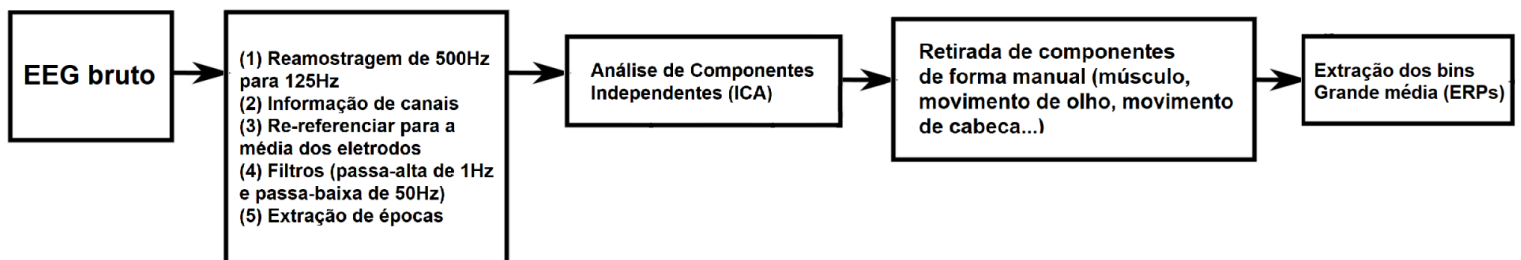 EEG bruto
(1) Reamostragem de 500Hz
para 125Hz
(2) Informação de canais
(3) Re-referenciar para a
média dos eletrodos
(4) Filtros (passa-alta de 1Hz
e passa-baixa de 50Hz)
(5) Extração de épocas
Análise de Componentes
Independentes (ICA)
Retirada de componentes
de forma manual (músculo,
movimento de olho, movimento
de cabeca...)
Extração dos bins
Grande média (ERPs)